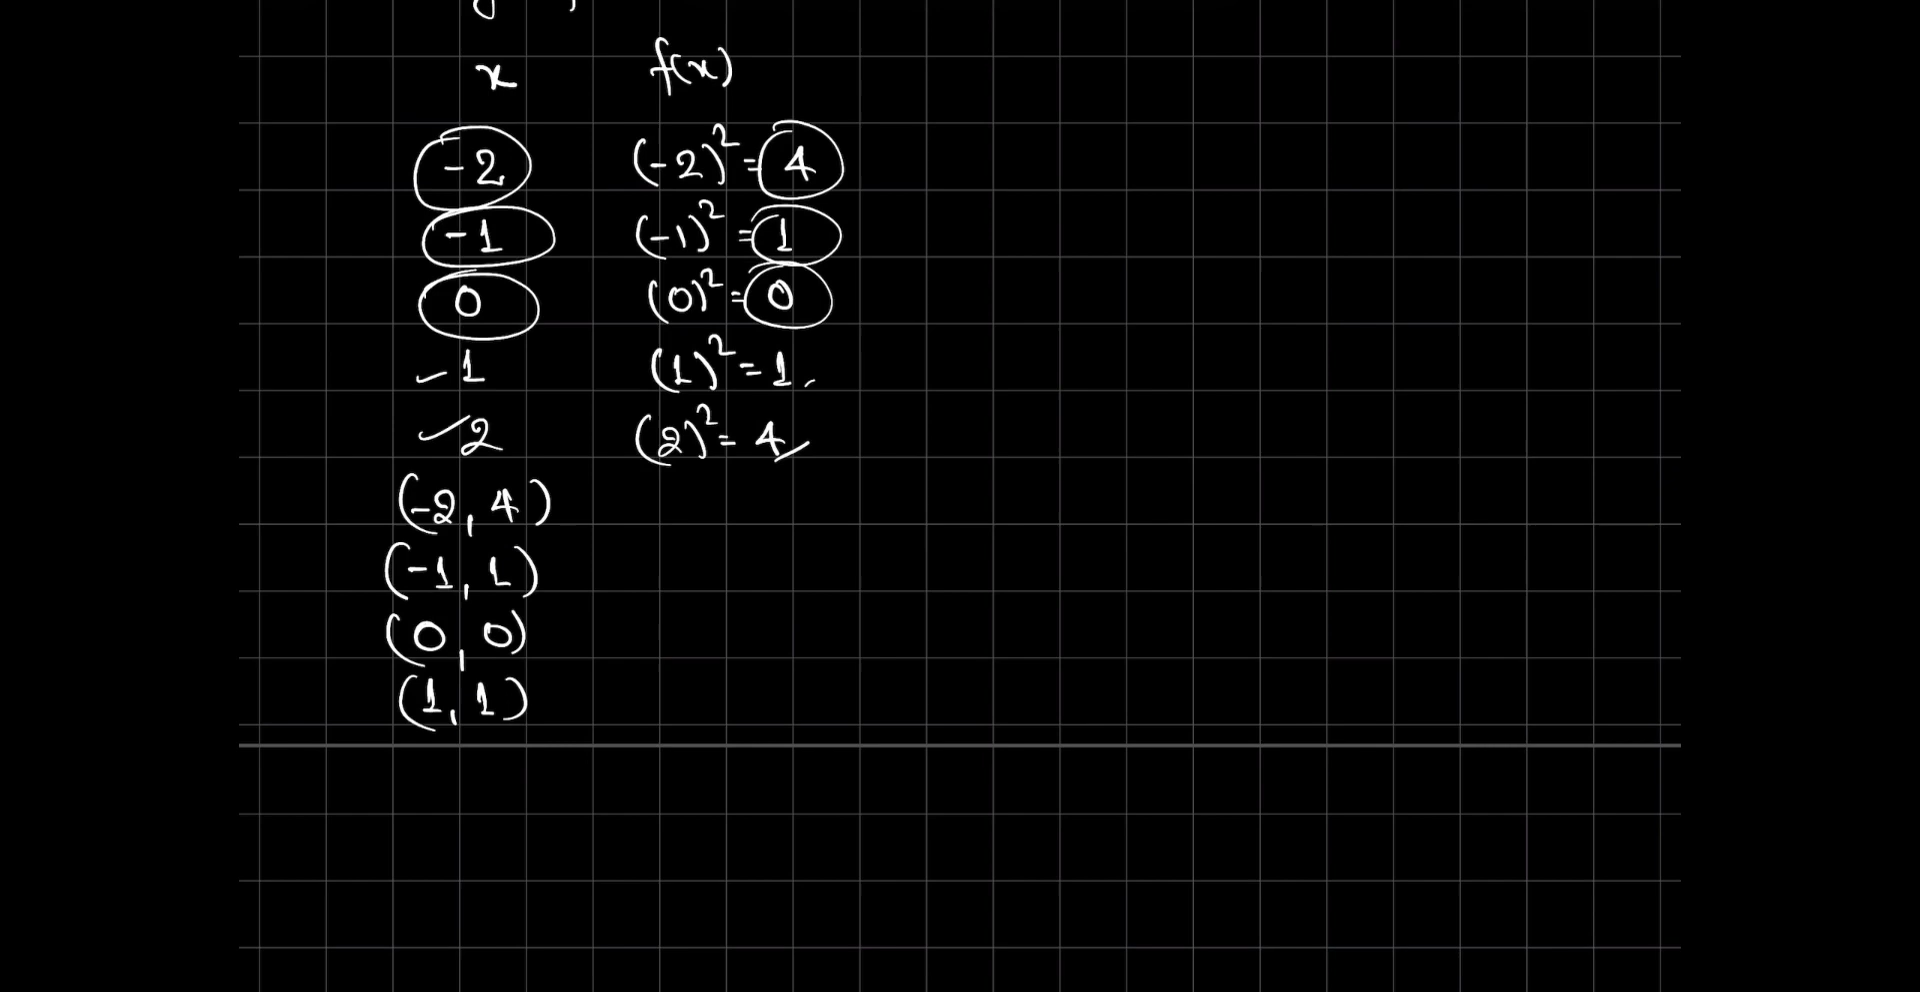 x f(x)
-2 (-2)² = 4
-1 (-1)² = 1
0 (0)² = 0
1 (1)² = 1
2 (2)² = 4
(-2, 4)
(-1, 1)
(0, 0)
(1, 1)